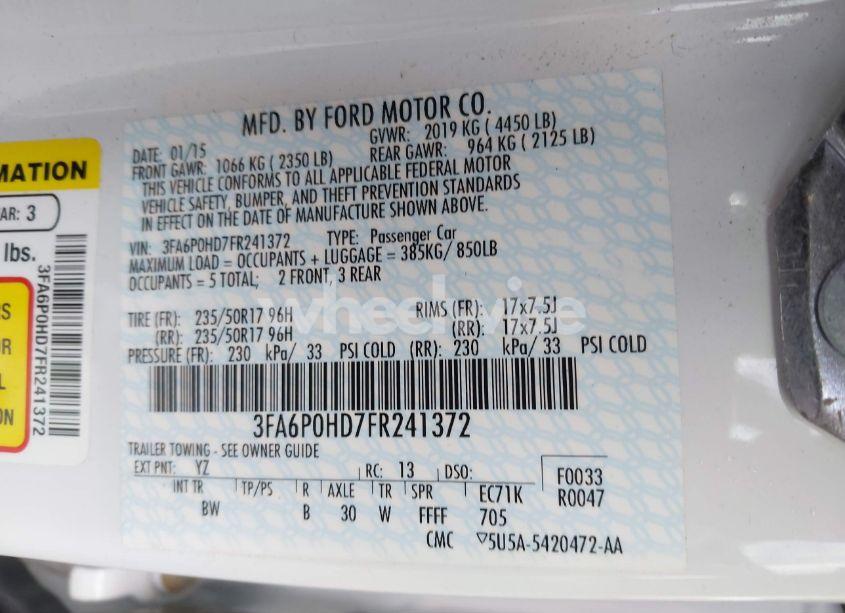 MFD. BY FORD MOTOR CO.
DATE: 01/15
GVWR: 2019 KG ( 4450 LB)
FRONT GAWR: 1066 KG ( 2350 LB)
REAR GAWR: 964 KG ( 2125 LB)
THIS VEHICLE CONFORMS TO ALL APPLICABLE FEDERAL MOTOR
VEHICLE SAFETY, BUMPER, AND THEFT PREVENTION STANDARDS
IN EFFECT ON THE DATE OF MANUFACTURE SHOWN ABOVE.
VIN: 3FA6P0HD7FR241372 TYPE: Passenger Car
MAXIMUM LOAD = OCCUPANTS + LUGGAGE = 385KG/ 850LB
OCCUPANTS = 5 TOTAL; 2 FRONT, 3 REAR
TIRE (FR): 235/50R17 96H RIMS (FR): 17x7.5J
(RR): 235/50R17 96H (RR): 17x7.5J
PRESSURE (FR): 230 kPa/ 33 PSI COLD (RR): 230 kPa/ 33 PSI COLD
3FA6P0HD7FR241372
TRAILER TOWING - SEE OWNER GUIDE
EXT PNT: YZ RC: 13 DSO: F0033
R0047
INT TR TP/PS R AXLE TR SPR EC71K
BW B 30 W FFFF 705
CMC ▽5U5A-5420472-AA
MATION
AR: 3
lbs.
RS
OR
L
ON
3FA6P0HD7FR241372